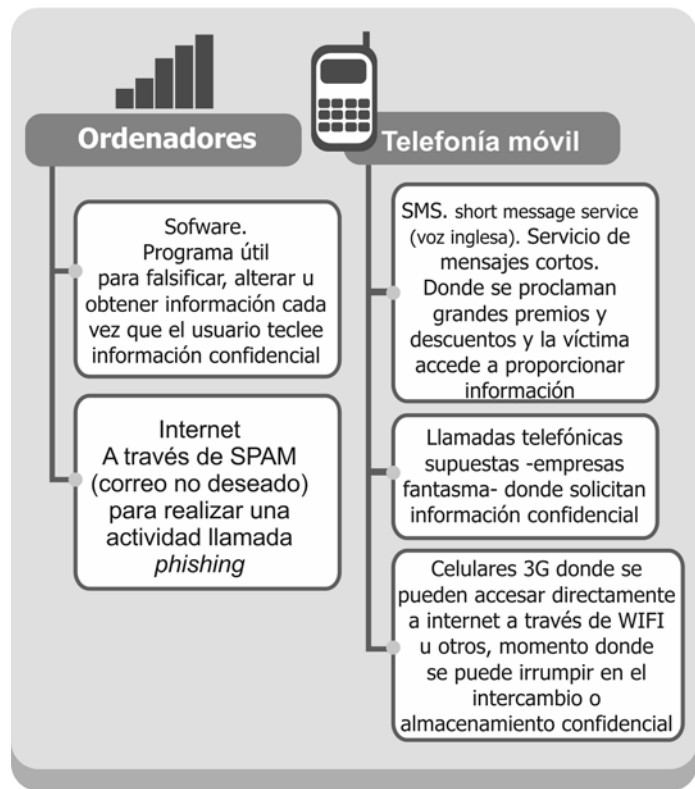 Ordenadores
Sofware.
Programa útil
para falsificar, alterar u
obtener información cada
vez que el usuario teclee
información confidencial
Internet
A través de SPAM
(correo no deseado)
para realizar una
actividad llamada
phishing
Telefonía móvil
SMS. short message service
(voz inglesa). Servicio de
mensajes cortos.
Donde se proclaman
grandes premios y
descuentos y la víctima
accede a proporcionar
información
Llamadas telefónicas
supuestas -empresas
fantasma- donde solicitan
información confidencial
Celulares 3G donde se
pueden accesar directamente
a internet a través de WIFI
u otros, momento donde
se puede irrumpir en el
intercambio o
almacenamiento confidencial